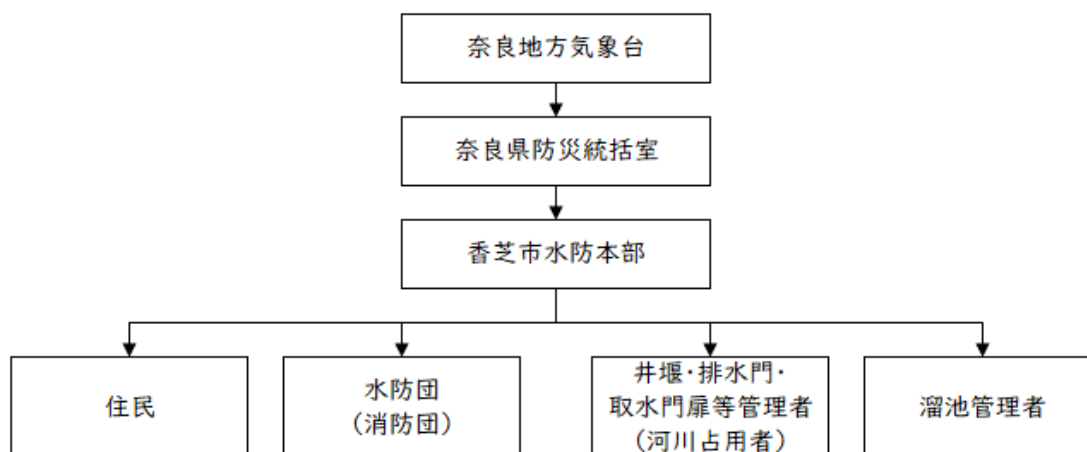 奈良地方気象台
奈良県防災統括室
香芝市水防本部
住民
水防団
(消防団)
井堰・排水門・
取水門扉等管理者
(河川占用者)
溜池管理者